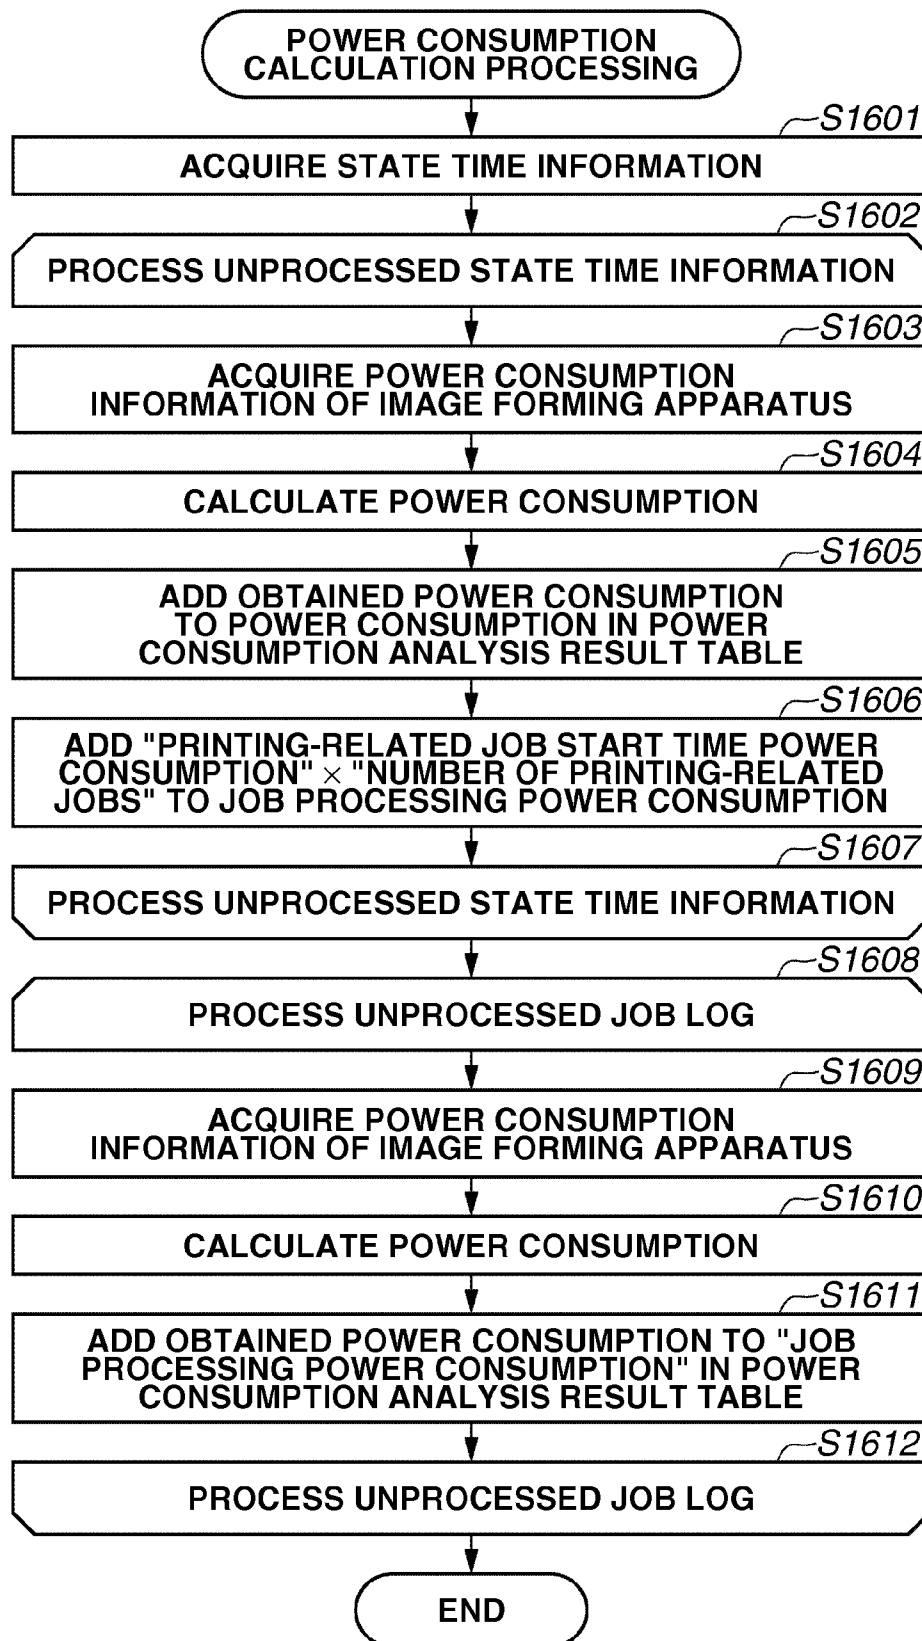 POWER CONSUMPTION
CALCULATION PROCESSING
S1601
ACQUIRE STATE TIME INFORMATION
S1602
PROCESS UNPROCESSED STATE TIME INFORMATION
S1603
ACQUIRE POWER CONSUMPTION
INFORMATION OF IMAGE FORMING APPARATUS
S1604
CALCULATE POWER CONSUMPTION
S1605
ADD OBTAINED POWER CONSUMPTION
TO POWER CONSUMPTION IN POWER
CONSUMPTION ANALYSIS RESULT TABLE
S1606
ADD "PRINTING-RELATED JOB START TIME POWER
CONSUMPTION" × "NUMBER OF PRINTING-RELATED
JOBS" TO JOB PROCESSING POWER CONSUMPTION
S1607
PROCESS UNPROCESSED STATE TIME INFORMATION
S1608
PROCESS UNPROCESSED JOB LOG
S1609
ACQUIRE POWER CONSUMPTION
INFORMATION OF IMAGE FORMING APPARATUS
S1610
CALCULATE POWER CONSUMPTION
S1611
ADD OBTAINED POWER CONSUMPTION TO "JOB
PROCESSING POWER CONSUMPTION" IN POWER
CONSUMPTION ANALYSIS RESULT TABLE
S1612
PROCESS UNPROCESSED JOB LOG
END